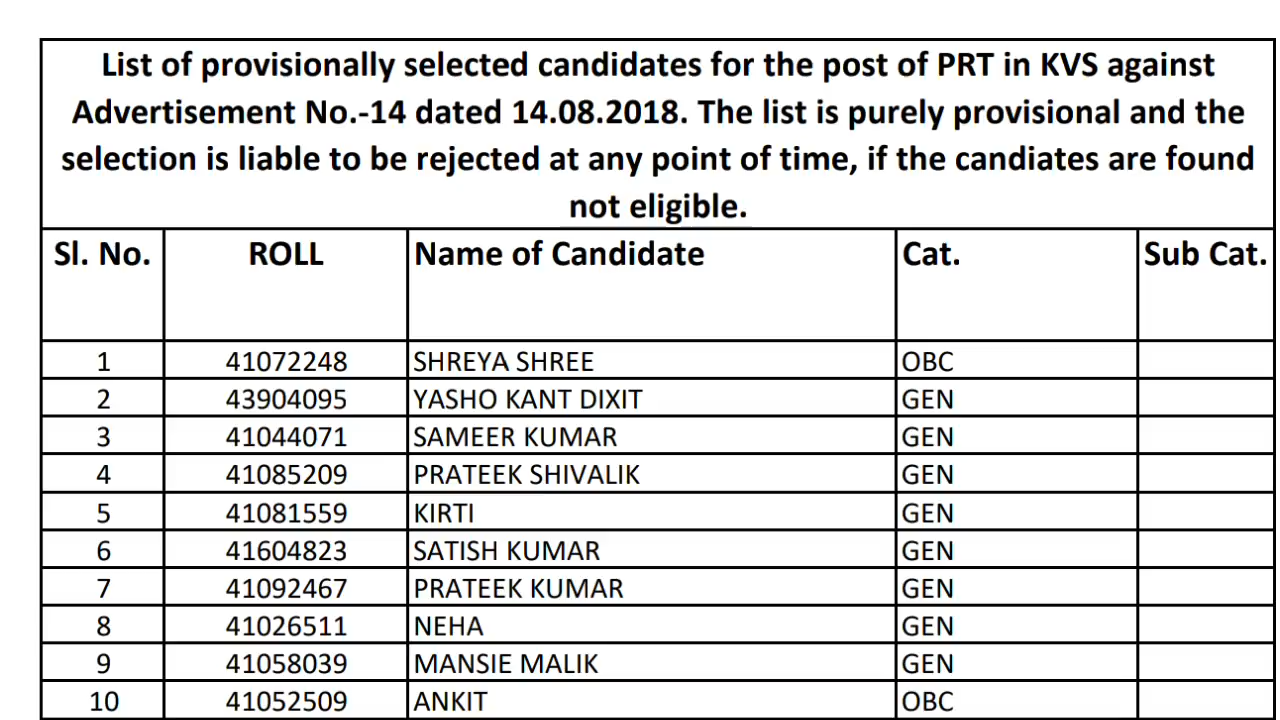 List of provisionally selected candidates for the post of PRT in KVS against
Advertisement No.-14 dated 14.08.2018. The list is purely provisional and the
selection is liable to be rejected at any point of time, if the candiates are found
not eligible.
Sl. No. ROLL Name of Candidate Cat. Sub Cat.
1 41072248 SHREYA SHREE OBC
2 43904095 YASHO KANT DIXIT GEN
3 41044071 SAMEER KUMAR GEN
4 41085209 PRATEEK SHIVALIK GEN
5 41081559 KIRTI GEN
6 41604823 SATISH KUMAR GEN
7 41092467 PRATEEK KUMAR GEN
8 41026511 NEHA GEN
9 41058039 MANSIE MALIK GEN
10 41052509 ANKIT OBC